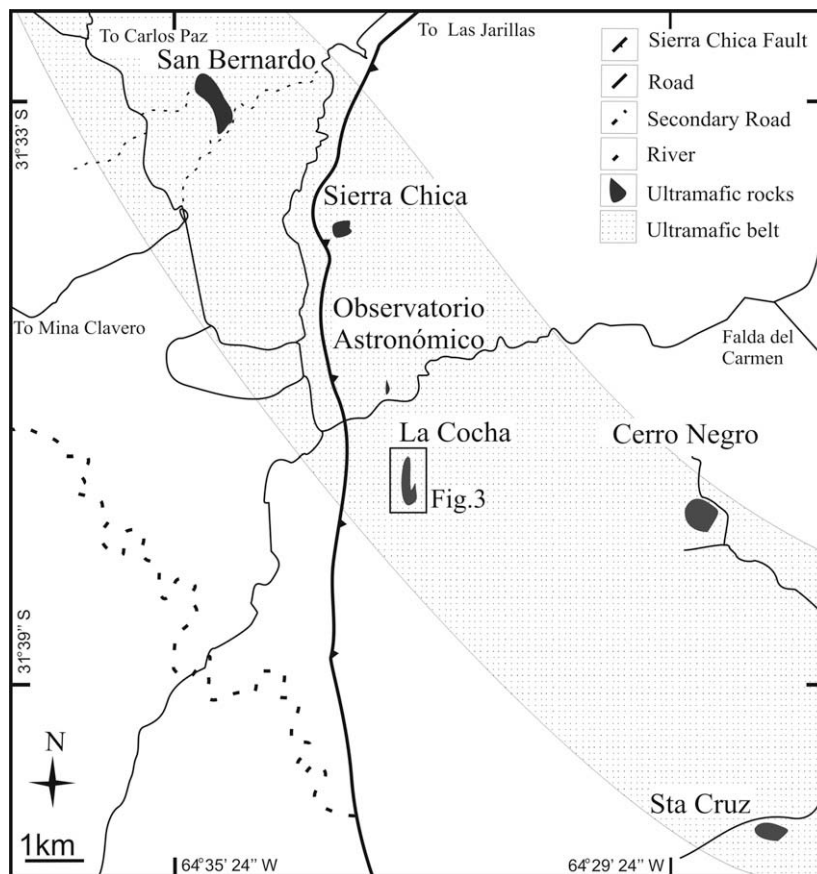 To Carlos Paz
To Las Jarillas
San Bernardo
Sierra Chica Fault
Road
Secondary Road
River
Ultramafic rocks
Ultramafic belt
31°33’ S
Sierra Chica
Observatorio
Astronómico
To Mina Clavero
Falda del
Carmen
La Cocha
Cerro Negro
Fig.3
31°39’’ S
N
Sta Cruz
1km
64°35’ 24’’ W
64°29’ 24’’ W